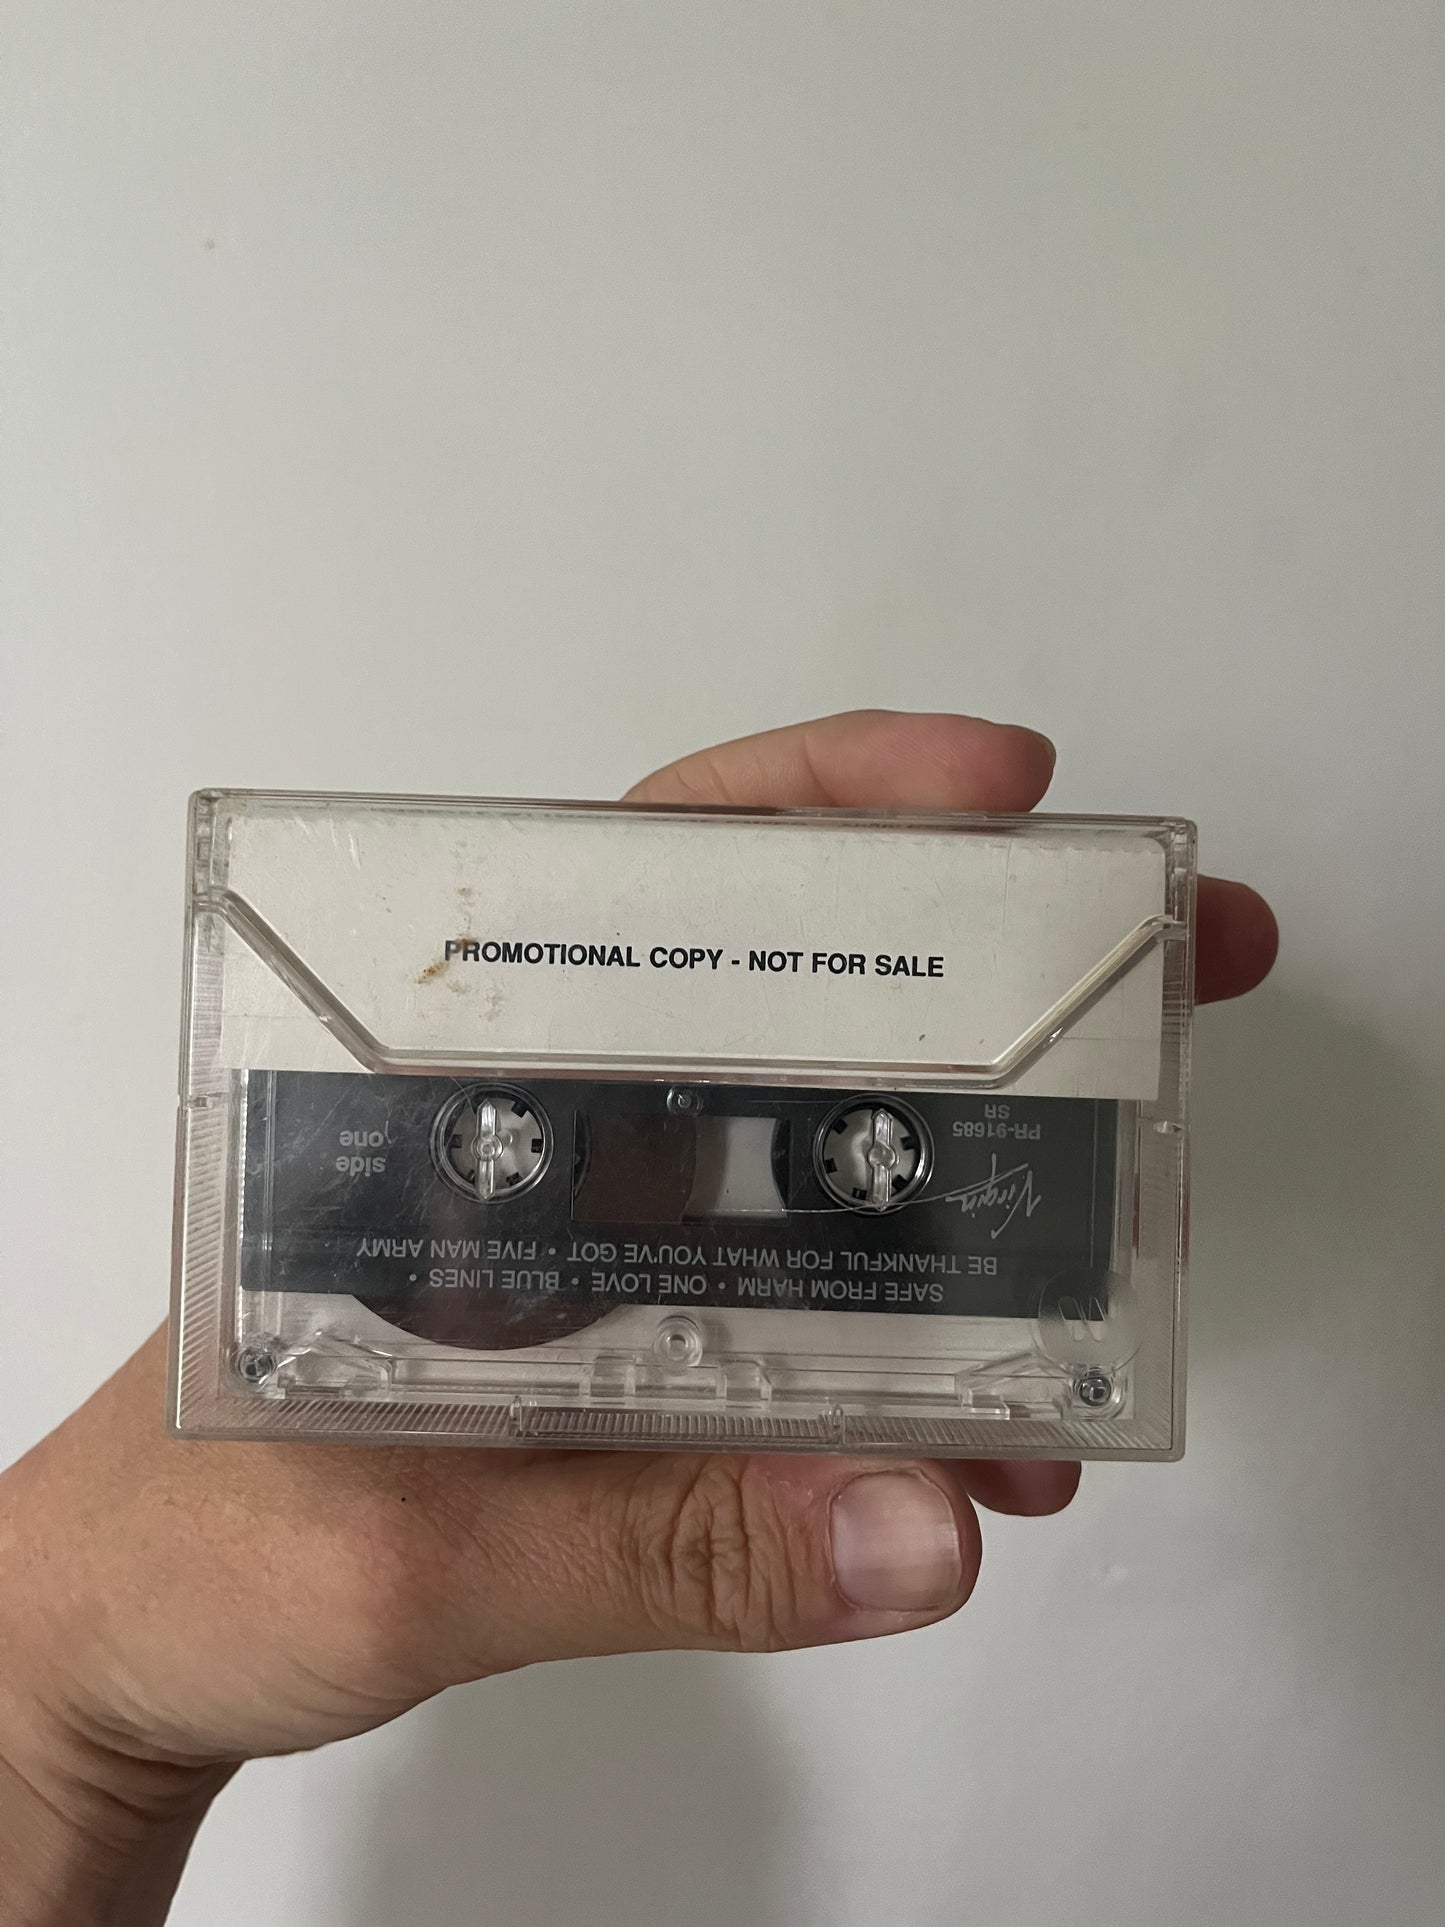 PROMOTIONAL COPY - NOT FOR SALE
SAFE FROM HARM • ONE LOVE • BLUE LINES •
BE THANKFUL FOR WHAT YOU'VE GOT • FIVE MAN ARMY
Virgin
side
one
PR-91685
SR